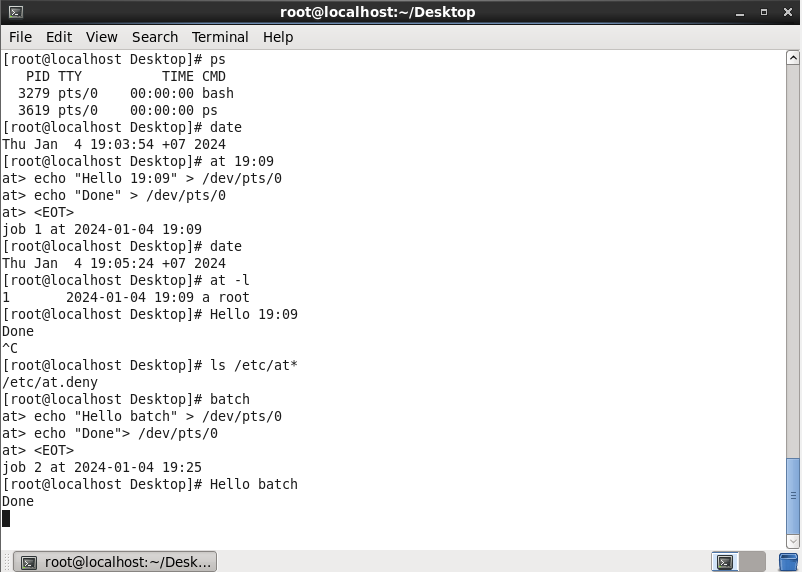 root@localhost:~/Desktop
File Edit View Search Terminal Help
[root@localhost Desktop]# ps
   PID TTY          TIME CMD
  3279 pts/0    00:00:00 bash
  3619 pts/0    00:00:00 ps
[root@localhost Desktop]# date
Thu Jan  4 19:03:54 +07 2024
[root@localhost Desktop]# at 19:09
at> echo "Hello 19:09" > /dev/pts/0
at> echo "Done" > /dev/pts/0
at> <EOT>
job 1 at 2024-01-04 19:09
[root@localhost Desktop]# date
Thu Jan  4 19:05:24 +07 2024
[root@localhost Desktop]# at -l
1       2024-01-04 19:09 a root
[root@localhost Desktop]# Hello 19:09
Done
^C
[root@localhost Desktop]# ls /etc/at*
/etc/at.deny
[root@localhost Desktop]# batch
at> echo "Hello batch" > /dev/pts/0
at> echo "Done"> /dev/pts/0
at> <EOT>
job 2 at 2024-01-04 19:25
[root@localhost Desktop]# Hello batch
Done
root@localhost:~/Desk...